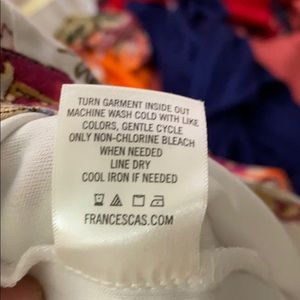 TURN GARMENT INSIDE OUT
MACHINE WASH COLD WITH LIKE
COLORS, GENTLE CYCLE
ONLY NON-CHLORINE BLEACH
WHEN NEEDED
LINE DRY
COOL IRON IF NEEDED
FRANCESCAS.COM